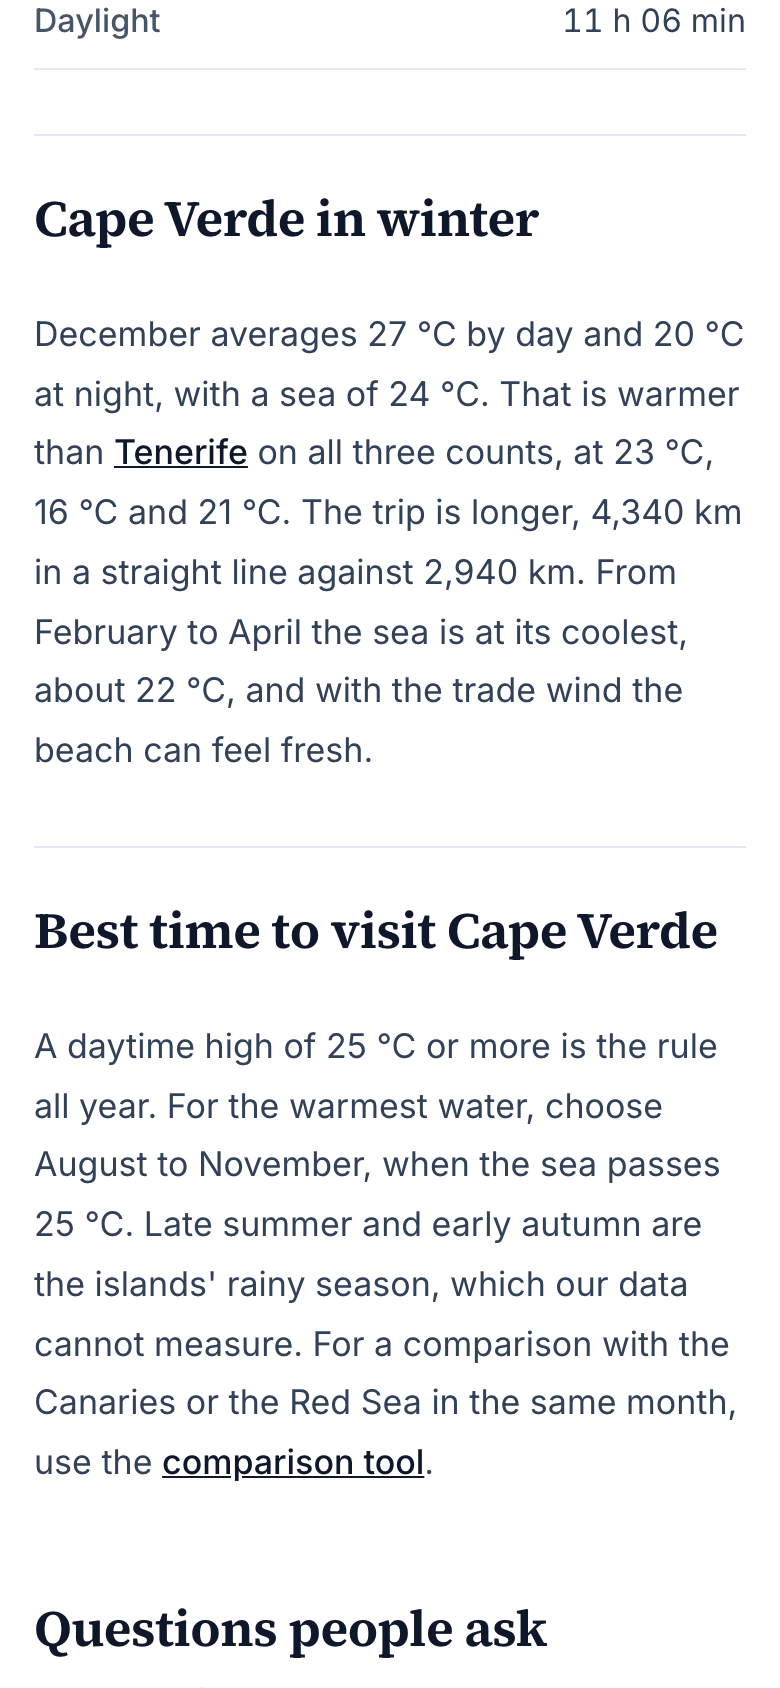 Daylight 11 h 06 min
Cape Verde in winter
December averages 27 °C by day and 20 °C
at night, with a sea of 24 °C. That is warmer
than Tenerife on all three counts, at 23 °C,
16 °C and 21 °C. The trip is longer, 4,340 km
in a straight line against 2,940 km. From
February to April the sea is at its coolest,
about 22 °C, and with the trade wind the
beach can feel fresh.
Best time to visit Cape Verde
A daytime high of 25 °C or more is the rule
all year. For the warmest water, choose
August to November, when the sea passes
25 °C. Late summer and early autumn are
the islands' rainy season, which our data
cannot measure. For a comparison with the
Canaries or the Red Sea in the same month,
use the comparison tool.
Questions people ask